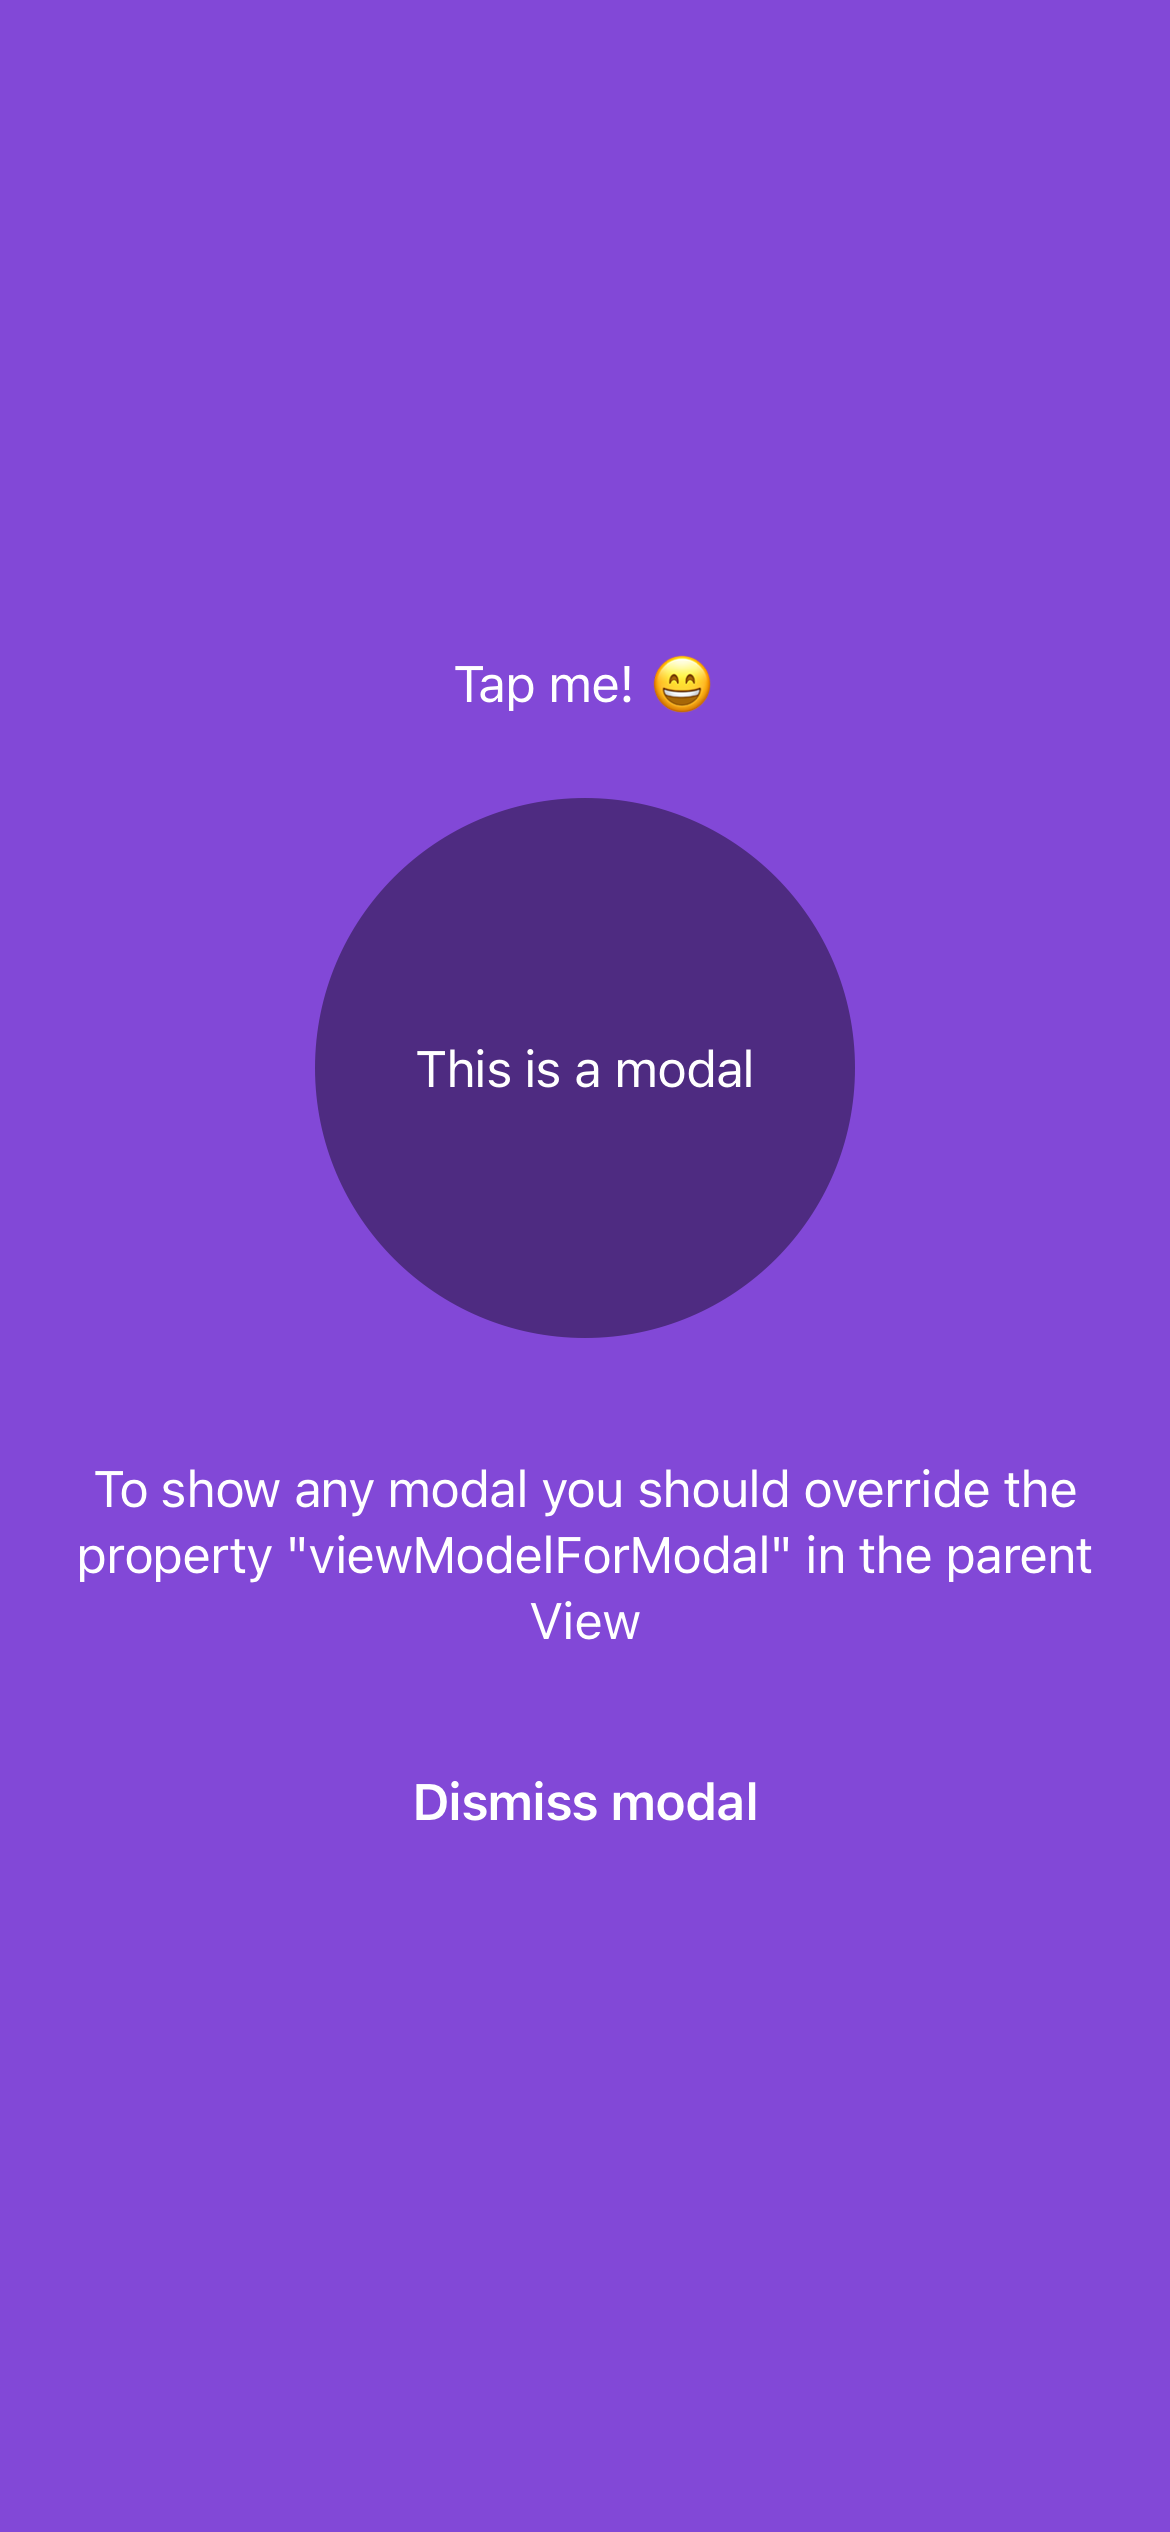 Tap me! 😄
This is a modal
To show any modal you should override the
property "viewModelForModal" in the parent
View
Dismiss modal